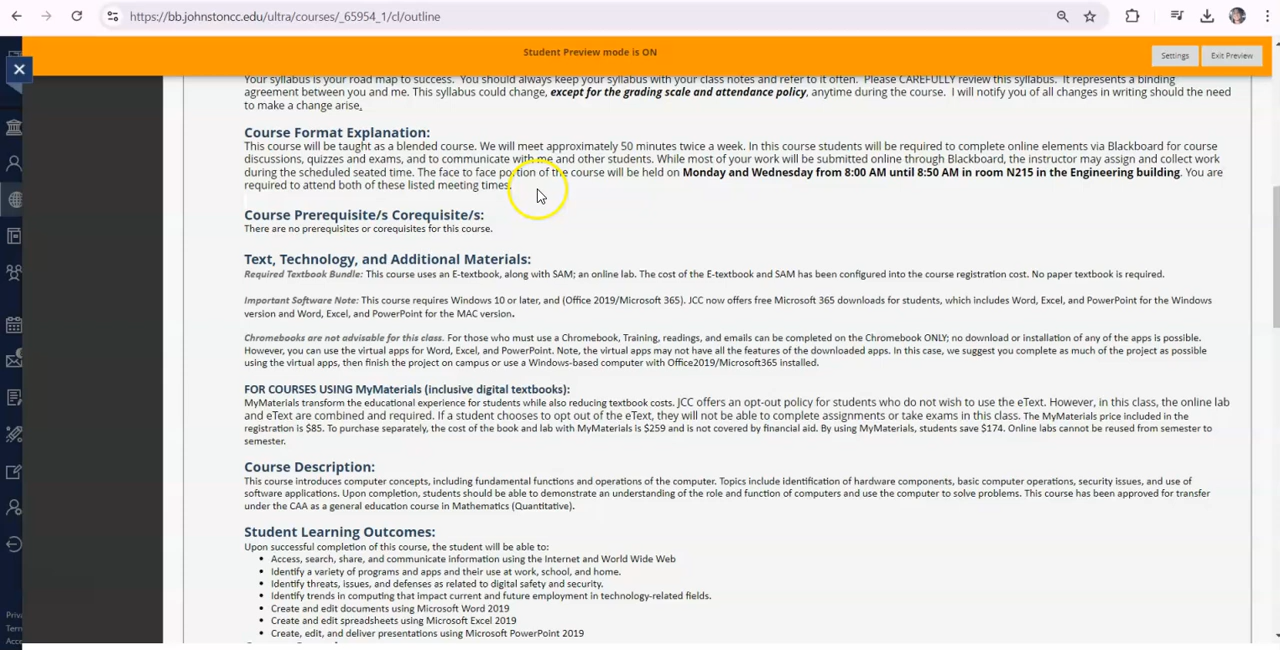 https://bb.johnstoncc.edu/ultra/courses/_65954_1/cl/outline
Student Preview mode is ON
Settings
Exit Preview
Your syllabus is your road map to success. You should always keep your syllabus with your class notes and refer to it often. Please CAREFULLY review this syllabus. It represents a binding
agreement between you and me. This syllabus could change, except for the grading scale and attendance policy, anytime during the course. I will notify you of all changes in writing should the need
to make a change arise.
Course Format Explanation:
This course will be taught as a blended course. We will meet approximately 50 minutes twice a week. In this course students will be required to complete online elements via Blackboard for course
discussions, quizzes and exams, and to communicate with me and other students. While most of your work will be submitted online through Blackboard, the instructor may assign and collect work
during the scheduled seated time. The face to face portion of the course will be held on Monday and Wednesday from 8:00 AM until 8:50 AM in room N215 in the Engineering building. You are
required to attend both of these listed meeting times.
Course Prerequisite/s Corequisite/s:
There are no prerequisites or corequisites for this course.
Text, Technology, and Additional Materials:
Required Textbook Bundle: This course uses an E-textbook, along with SAM; an online lab. The cost of the E-textbook and SAM has been configured into the course registration cost. No paper textbook is required.
Important Software Note: This course requires Windows 10 or later, and (Office 2019/Microsoft 365). JCC now offers free Microsoft 365 downloads for students, which includes Word, Excel, and PowerPoint for the Windows
version and Word, Excel, and PowerPoint for the MAC version.
Chromebooks are not advisable for this class. For those who must use a Chromebook, Training, readings, and emails can be completed on the Chromebook ONLY; no download or installation of any of the apps is possible.
However, you can use the virtual apps for Word, Excel, and PowerPoint. Note, the virtual apps may not have all the features of the downloaded apps. In this case, we suggest you complete as much of the project as possible
using the virtual apps, then finish the project on campus or use a Windows-based computer with Office2019/Microsoft365 installed.
FOR COURSES USING MyMaterials (inclusive digital textbooks):
MyMaterials transform the educational experience for students while also reducing textbook costs. JCC offers an opt-out policy for students who do not wish to use the eText. However, in this class, the online lab
and eText are combined and required. If a student chooses to opt out of the eText, they will not be able to complete assignments or take exams in this class. The MyMaterials price included in the
registration is $85. To purchase separately, the cost of the book and lab with MyMaterials is $259 and is not covered by financial aid. By using MyMaterials, students save $174. Online labs cannot be reused from semester to
semester.
Course Description:
This course introduces computer concepts, including fundamental functions and operations of the computer. Topics include identification of hardware components, basic computer operations, security issues, and use of
software applications. Upon completion, students should be able to demonstrate an understanding of the role and function of computers and use the computer to solve problems. This course has been approved for transfer
under the CAA as a general education course in Mathematics (Quantitative).
Student Learning Outcomes:
Upon successful completion of this course, the student will be able to:
• Access, search, share, and communicate information using the Internet and World Wide Web
• Identify a variety of programs and apps and their use at work, school, and home.
• Identify threats, issues, and defenses as related to digital safety and security.
• Identify trends in computing that impact current and future employment in technology-related fields.
• Create and edit documents using Microsoft Word 2019
• Create and edit spreadsheets using Microsoft Excel 2019
• Create, edit, and deliver presentations using Microsoft PowerPoint 2019
Priva
Term
Acce